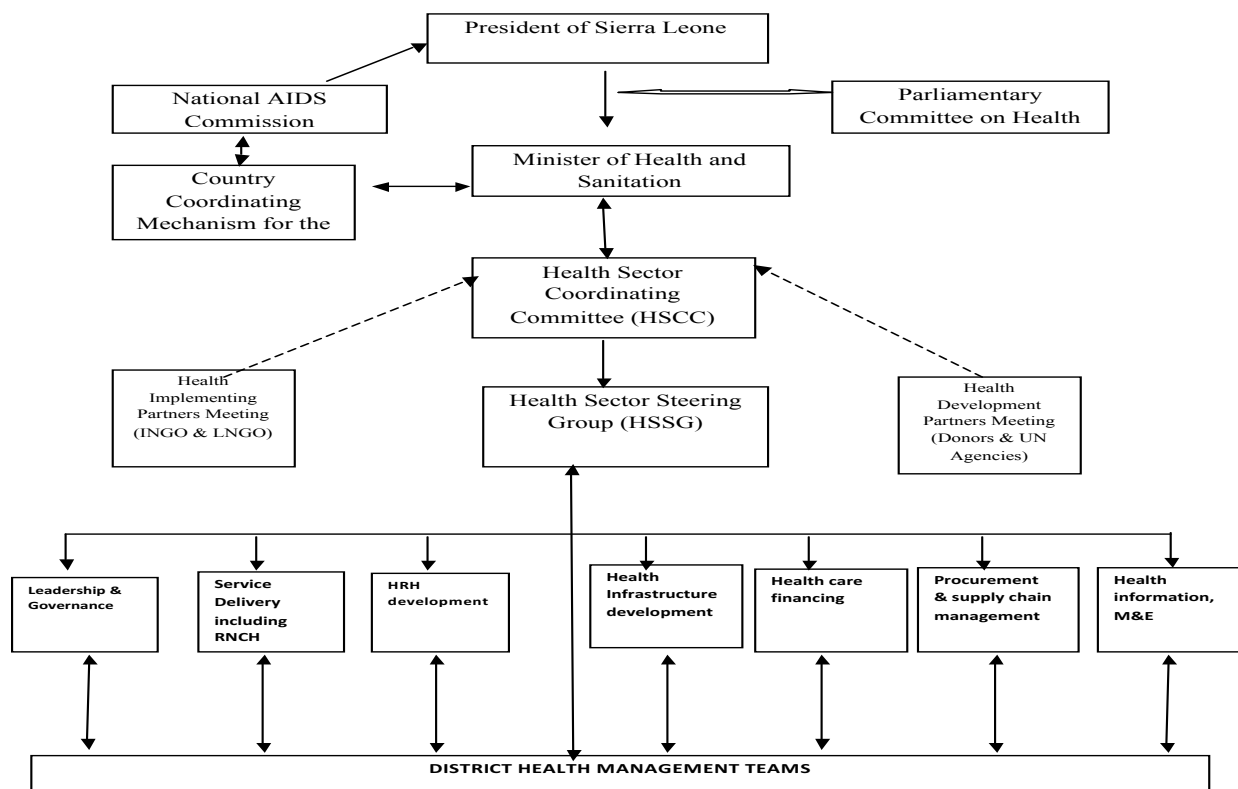 President of Sierra Leone
National AIDS
Commission
Parliamentary
Committee on Health
Minister of Health and
Sanitation
Country
Coordinating
Mechanism for the
Health Sector
Coordinating
Committee (HSCC)
Health
Implementing
Partners Meeting
(INGO & LNGO)
Health Sector Steering
Group (HSSG)
Health
Development
Partners Meeting
(Donors & UN
Agencies)
Leadership &
Governance
Service
Delivery
including
RNCH
HRH
development
Health
Infrastructure
development
Health care
financing
Procurement
& supply chain
management
Health
information,
M&E
DISTRICT HEALTH MANAGEMENT TEAMS